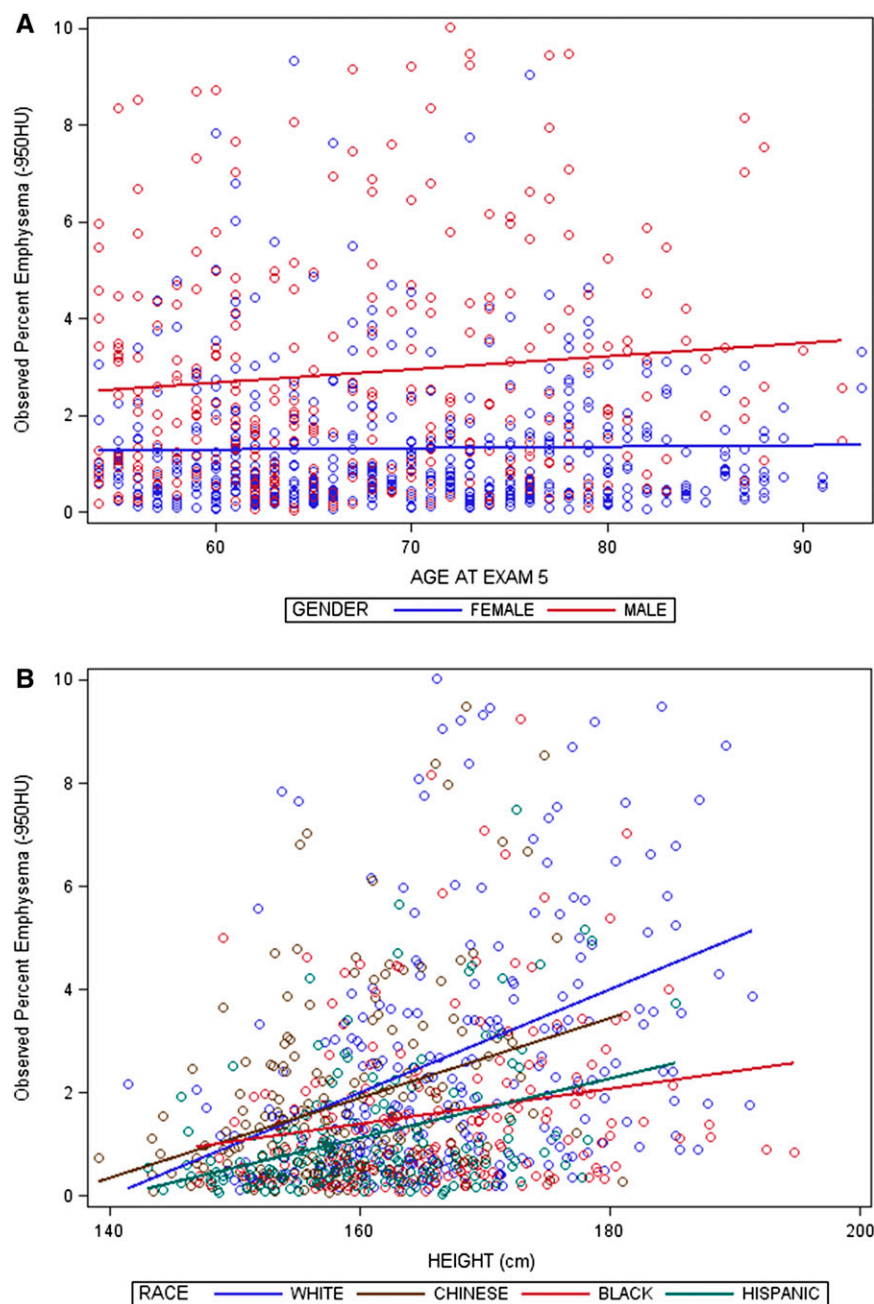 A
Observed Percent Emphysema (-950HU)
10
8
6
4
2
0
60 70 80 90
AGE AT EXAM 5
GENDER FEMALE MALE
B
Observed Percent Emphysema (-950HU)
10
8
6
4
2
0
140 160 180 200
HEIGHT (cm)
RACE WHITE CHINESE BLACK HISPANIC